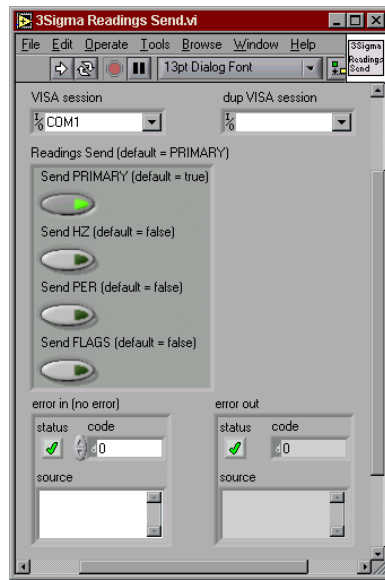 3Sigma Readings Send.vi
File Edit Operate Tools Browse Window Help
3Sigma
Readings
Send
13pt Dialog Font
VISA session
dup VISA session
I/O COM1
I/O
Readings Send (default = PRIMARY)
Send PRIMARY (default = true)
Send HZ (default = false)
Send PER (default = false)
Send FLAGS (default = false)
error in (no error)
error out
status code
status code
d 0
d 0
source
source